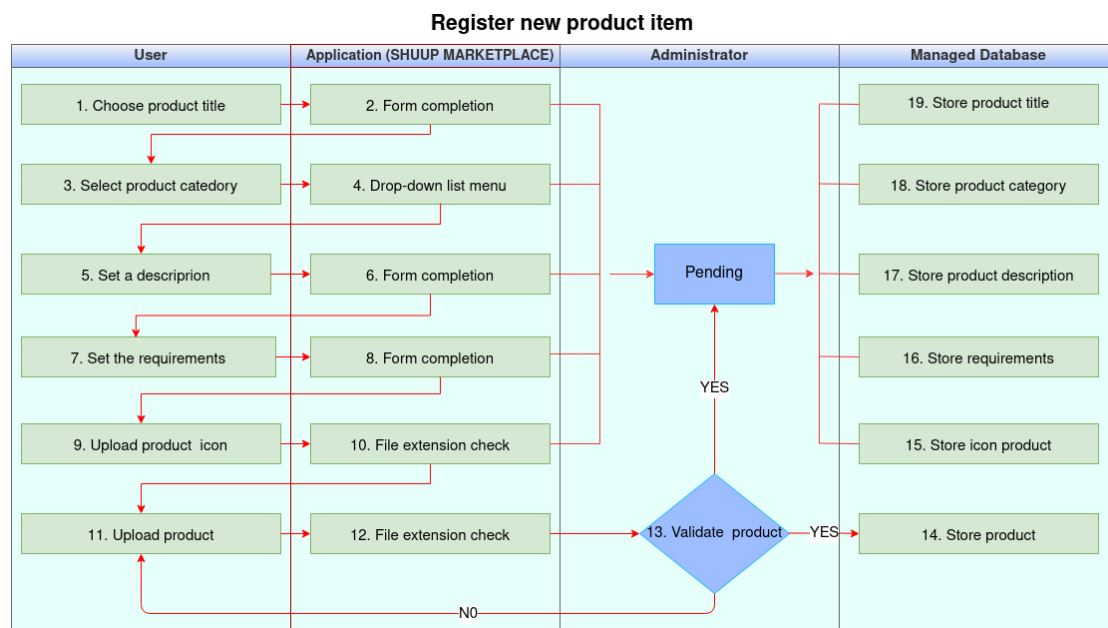 Register new product item
User
Application (SHUUP MARKETPLACE)
Administrator
Managed Database
1. Choose product title
2. Form completion
19. Store product title
3. Select product catedory
4. Drop-down list menu
18. Store product category
5. Set a descriprion
6. Form completion
Pending
17. Store product description
7. Set the requirements
8. Form completion
16. Store requirements
YES
9. Upload product icon
10. File extension check
15. Store icon product
11. Upload product
12. File extension check
13. Validate product
YES
14. Store product
N0